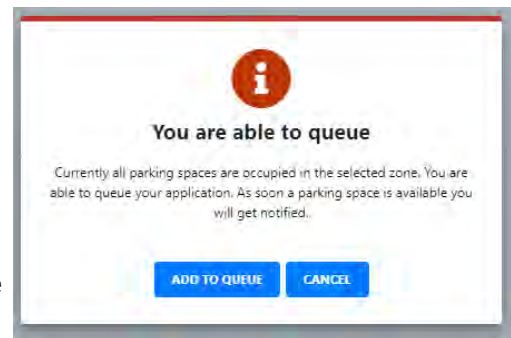 You are able to queue
Currently all parking spaces are occupied in the selected zone. You are
able to queue your application. As soon a parking space is available you
will get notified.
ADD TO QUEUE CANCEL